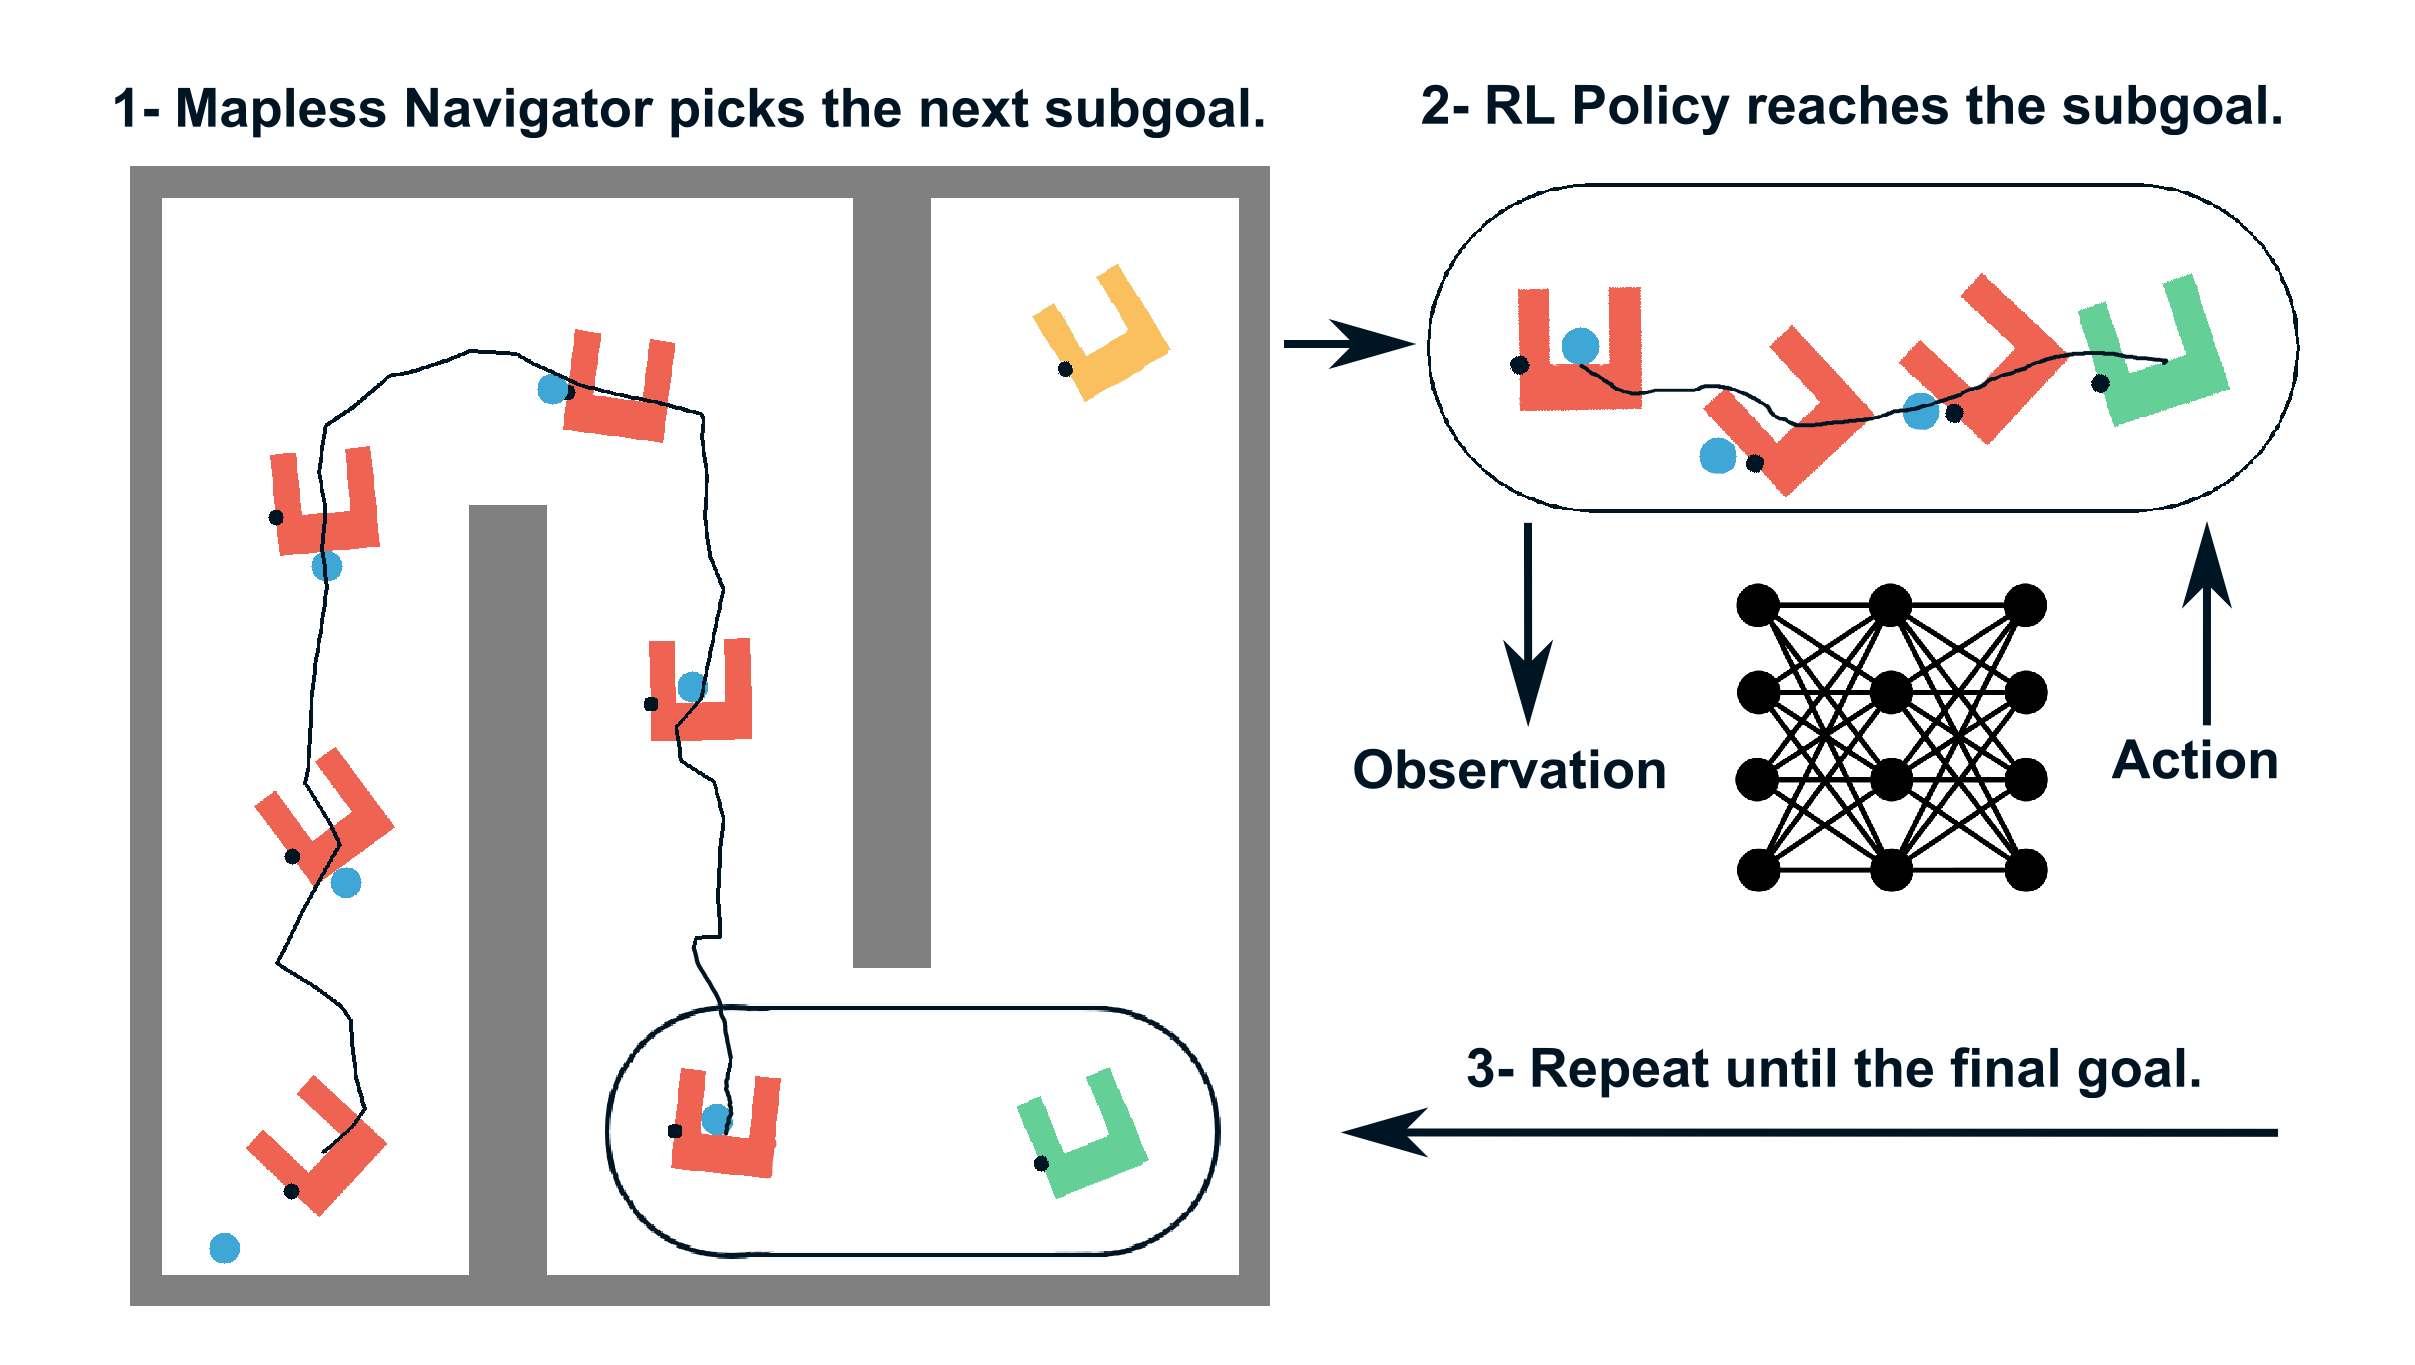 1- Mapless Navigator picks the next subgoal.
2- RL Policy reaches the subgoal.
Observation
Action
3- Repeat until the final goal.